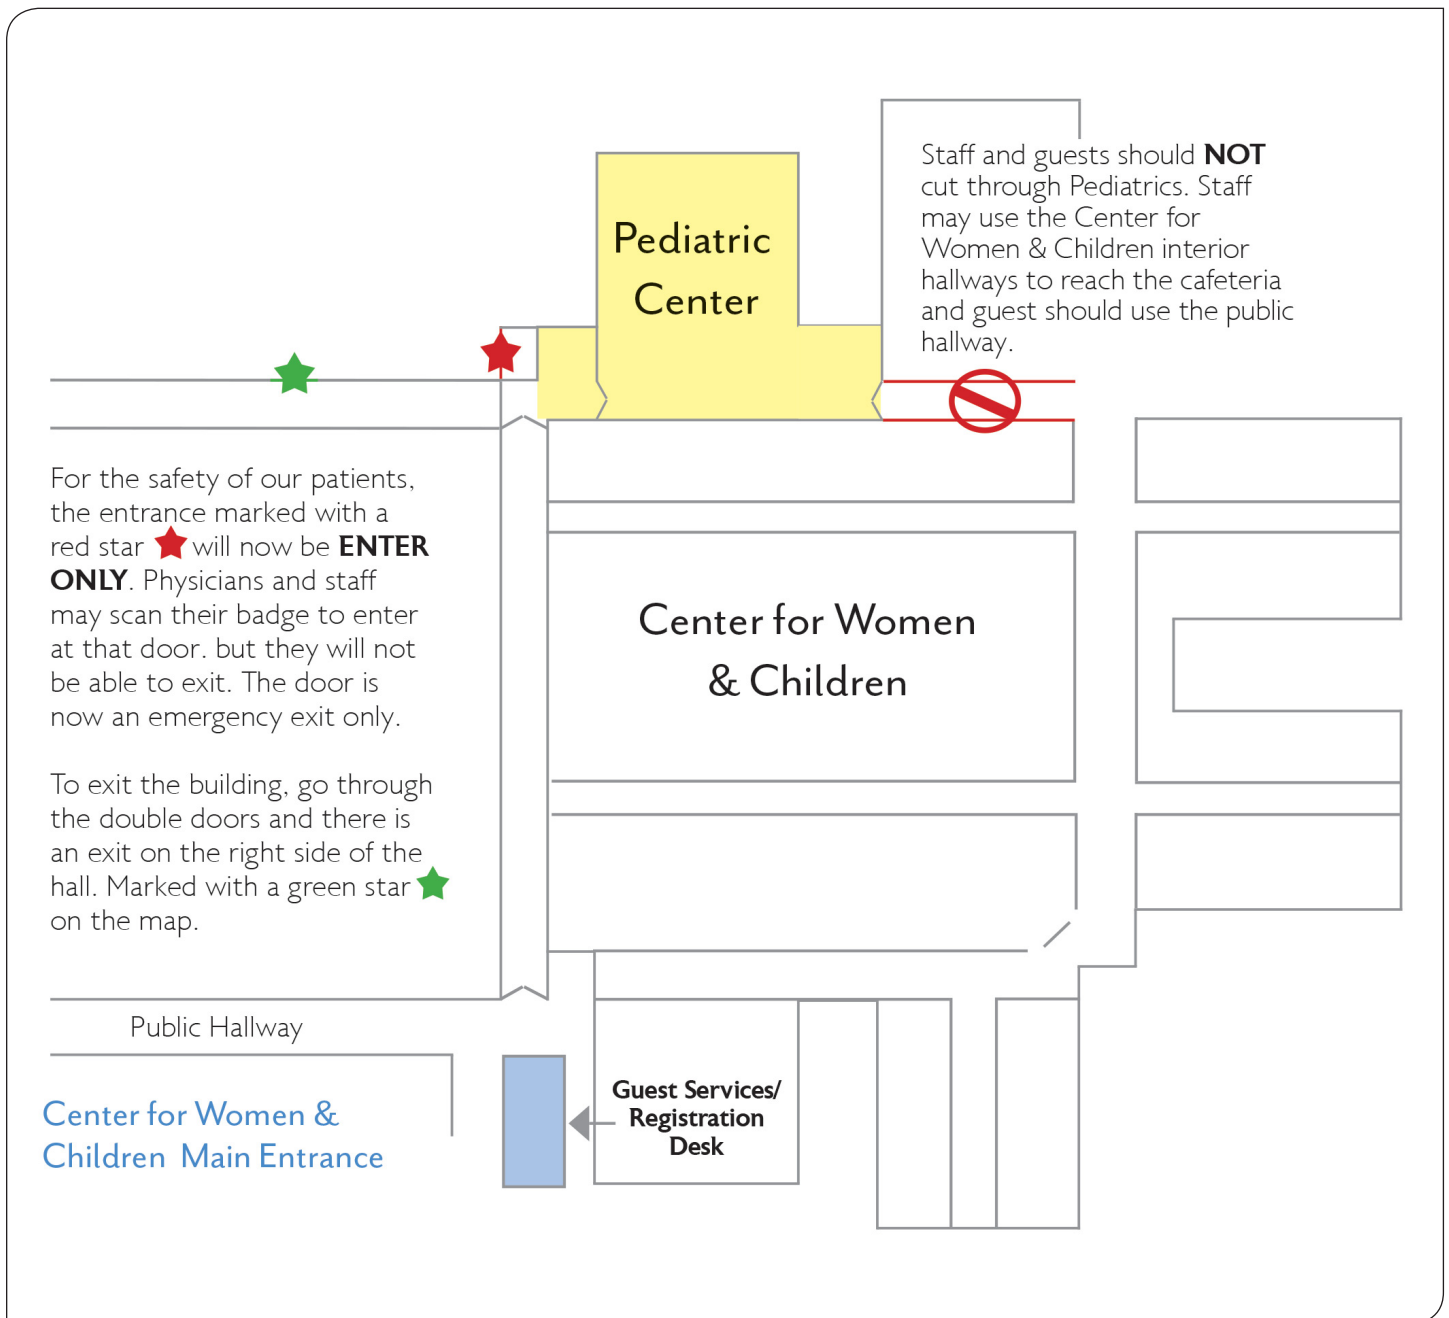 Pediatric
Center
Staff and guests should NOT
cut through Pediatrics. Staff
may use the Center for
Women & Children interior
hallways to reach the cafeteria
and guest should use the public
hallway.
For the safety of our patients,
the entrance marked with a
red star will now be ENTER
ONLY. Physicians and staff
may scan their badge to enter
at that door. but they will not
be able to exit. The door is
now an emergency exit only.
To exit the building, go through
the double doors and there is
an exit on the right side of the
hall. Marked with a green star
on the map.
Center for Women
& Children
Public Hallway
Center for Women &
Children Main Entrance
Guest Services/
Registration
Desk